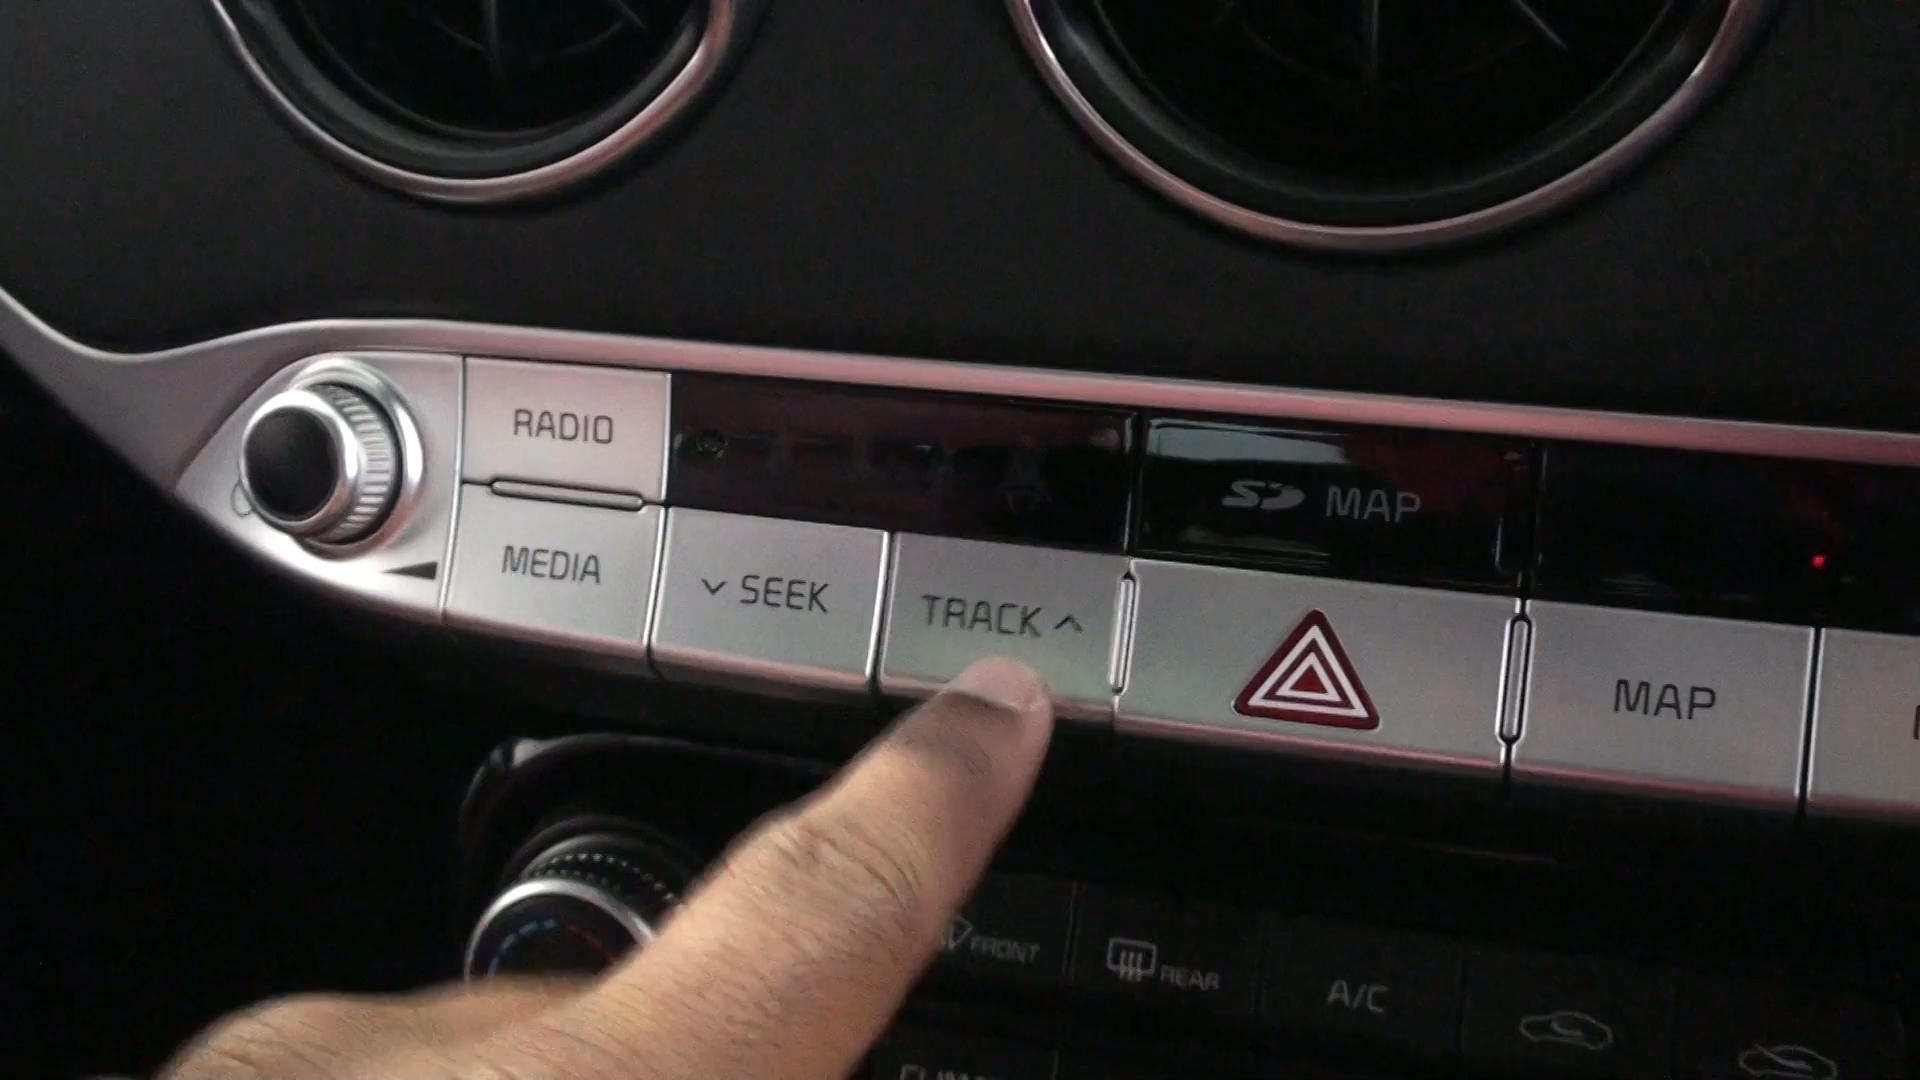 RADIO
SD MAP
MEDIA
SEEK
TRACK
MAP
FRONT
REAR
A/C